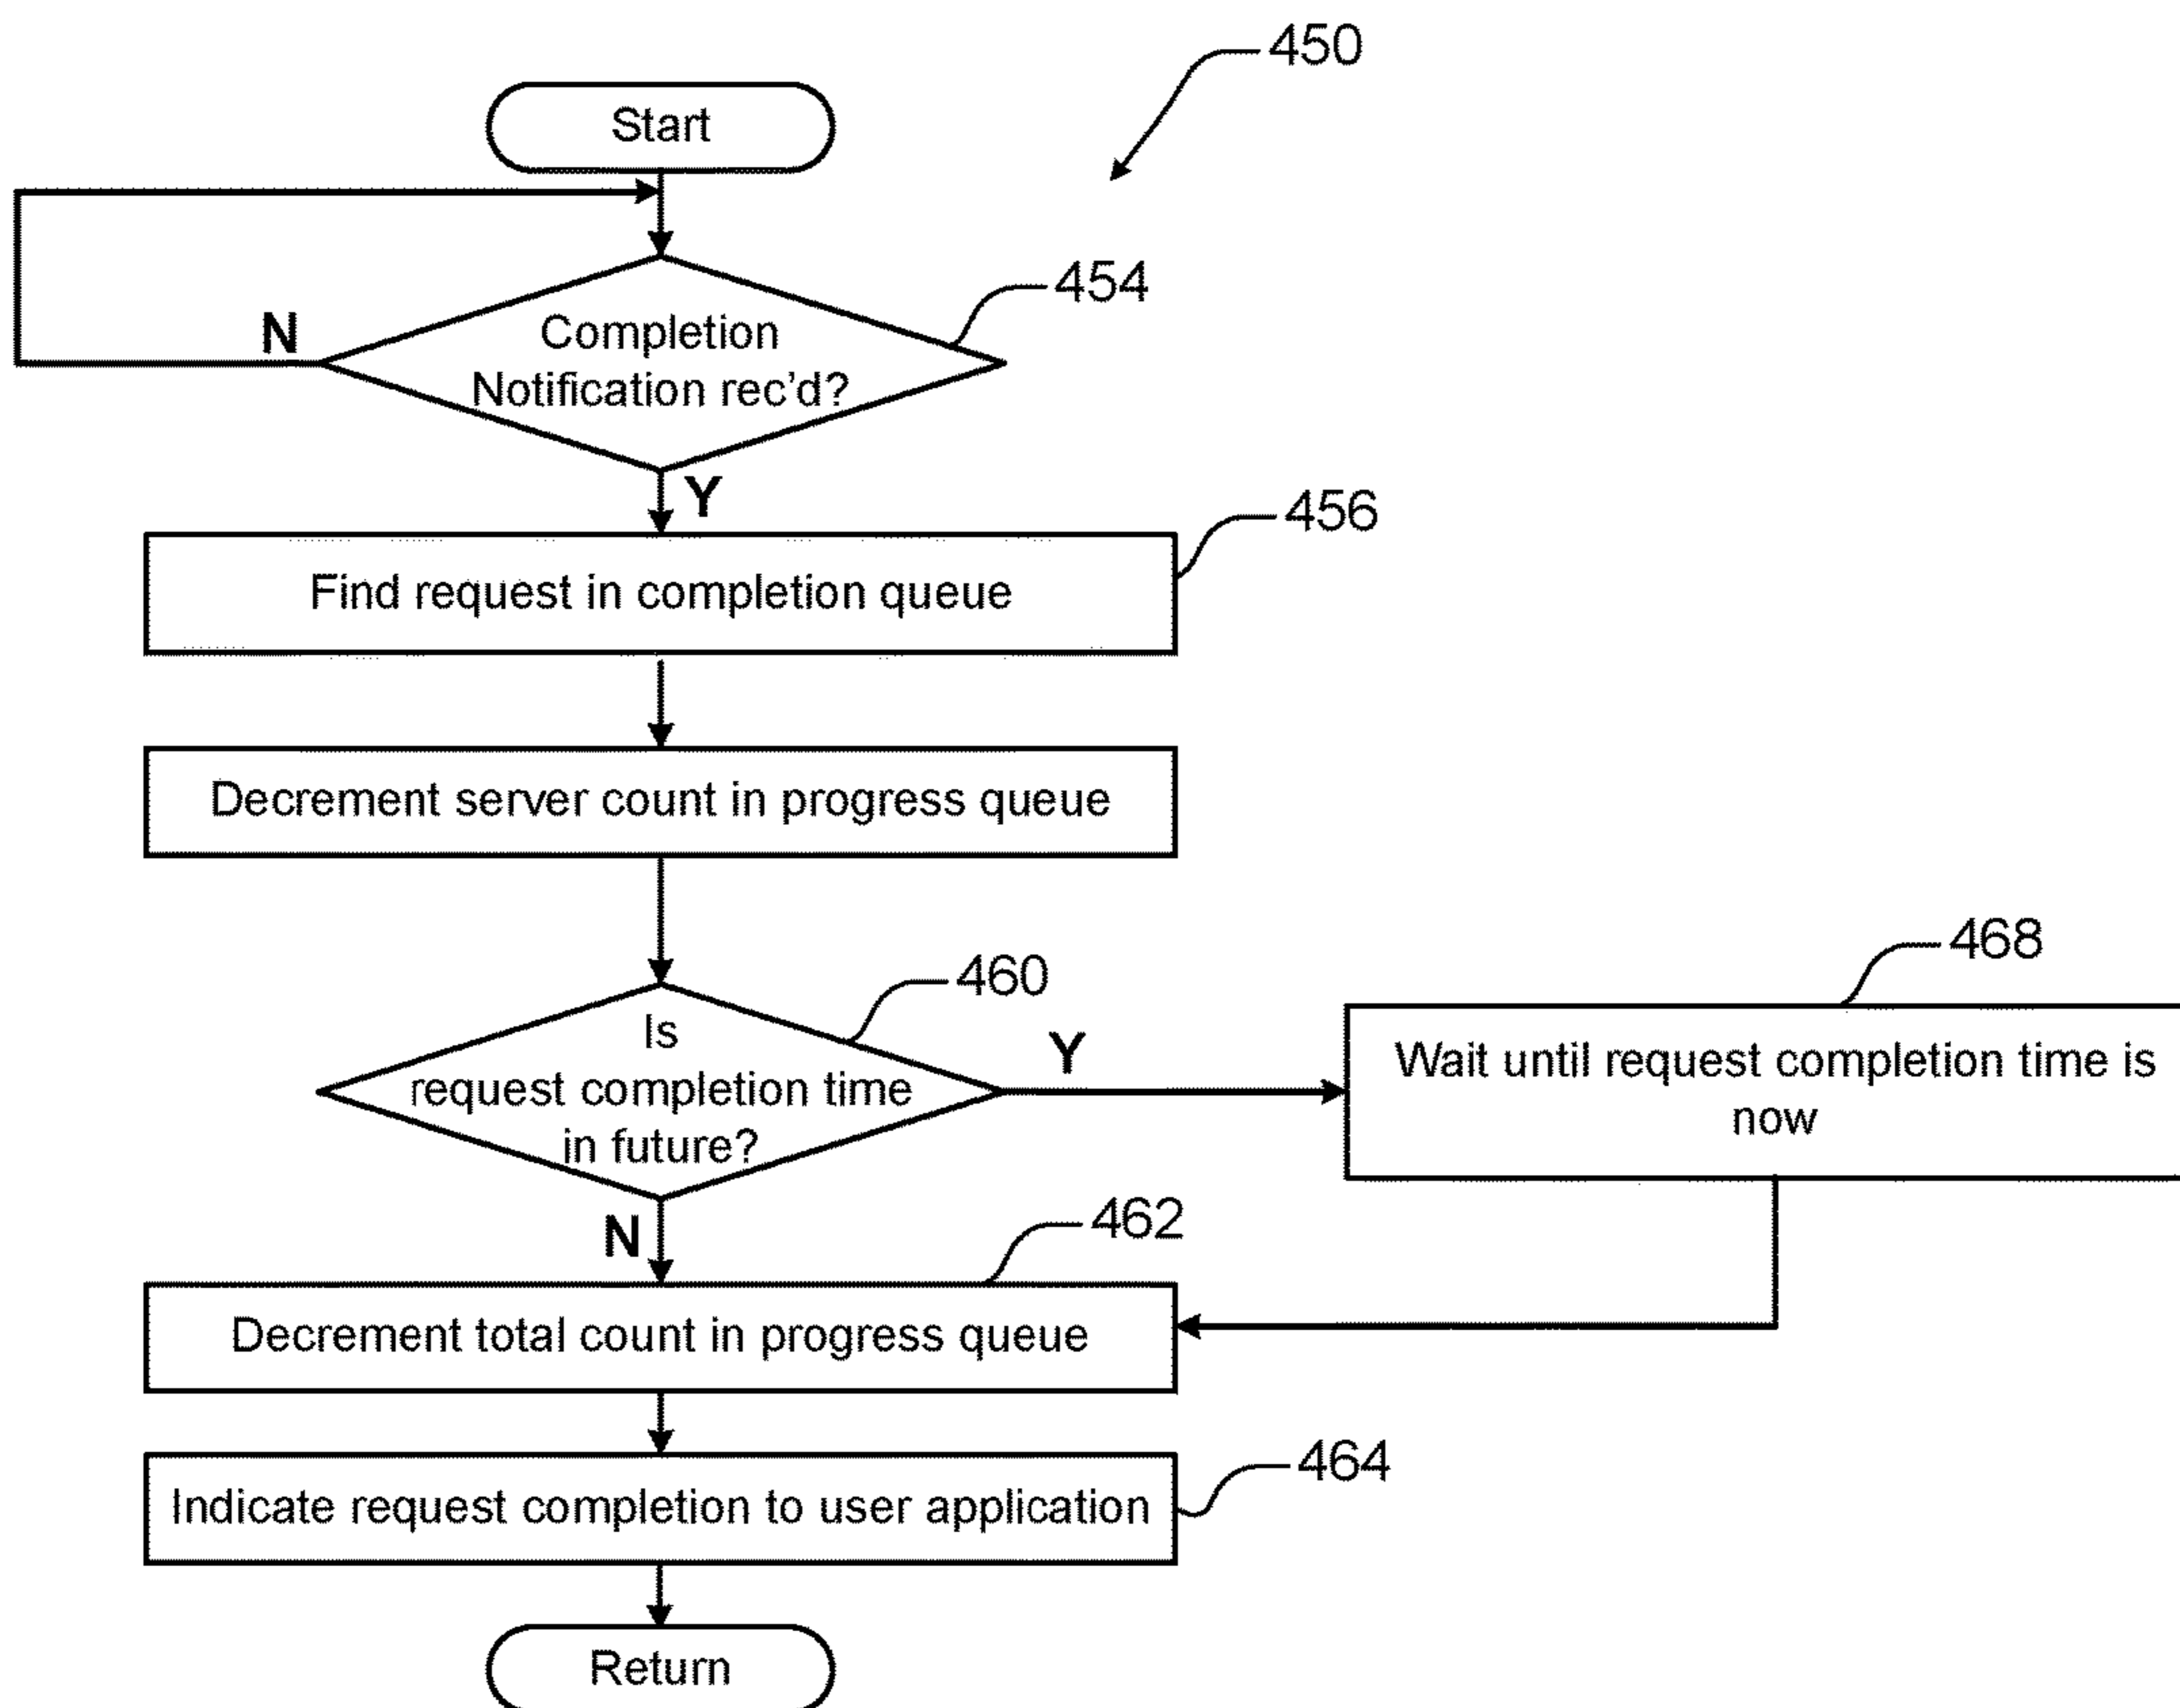 450
Start
454
N
Completion
Notification rec'd?
Y
456
Find request in completion queue
Decrement server count in progress queue
460
468
Is
request completion time
in future?
Y
Wait until request completion time is
now
N
462
Decrement total count in progress queue
464
Indicate request completion to user application
Return